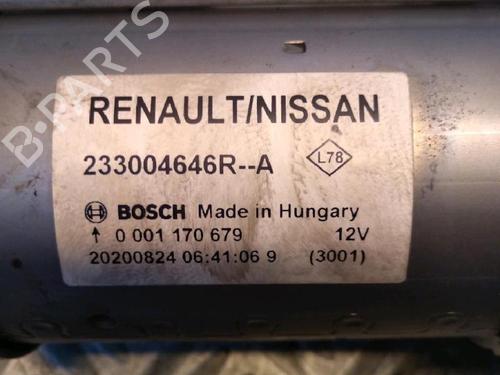 B-PARTS
RENAULT/NISSAN
233004646R--A
L78
BOSCH Made in Hungary
↑ 0 001 170 679 12V
20200824 06:41:06 9 (3001)